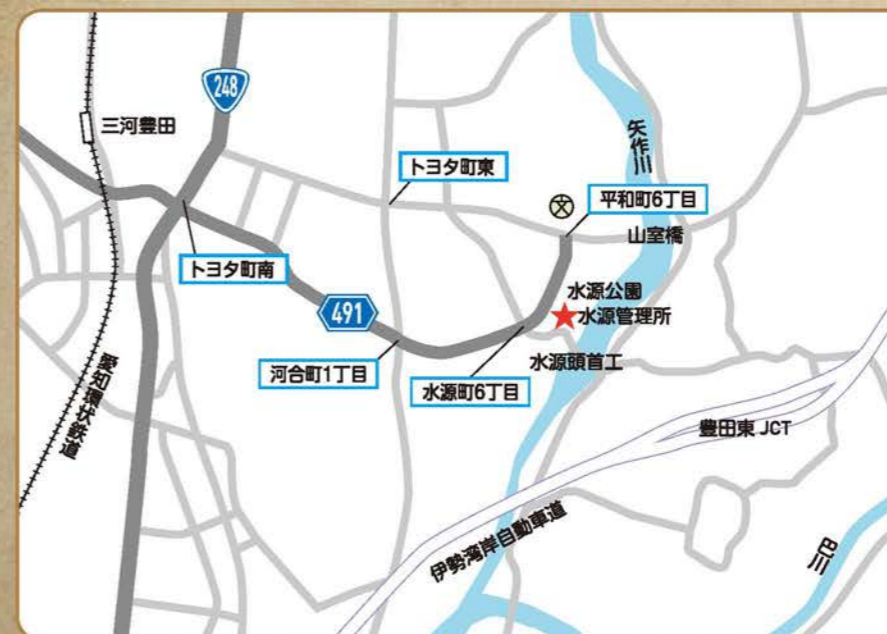 248
三河豊田
矢作川
トヨタ町東
平和町6丁目
文
山室橋
トヨタ町南
水源公園
491
水源管理所
河合町1丁目
水源頭首工
水源町6丁目
愛知環状鉄道
豊田東 JCT
伊勢湾岸自動車道
巴川